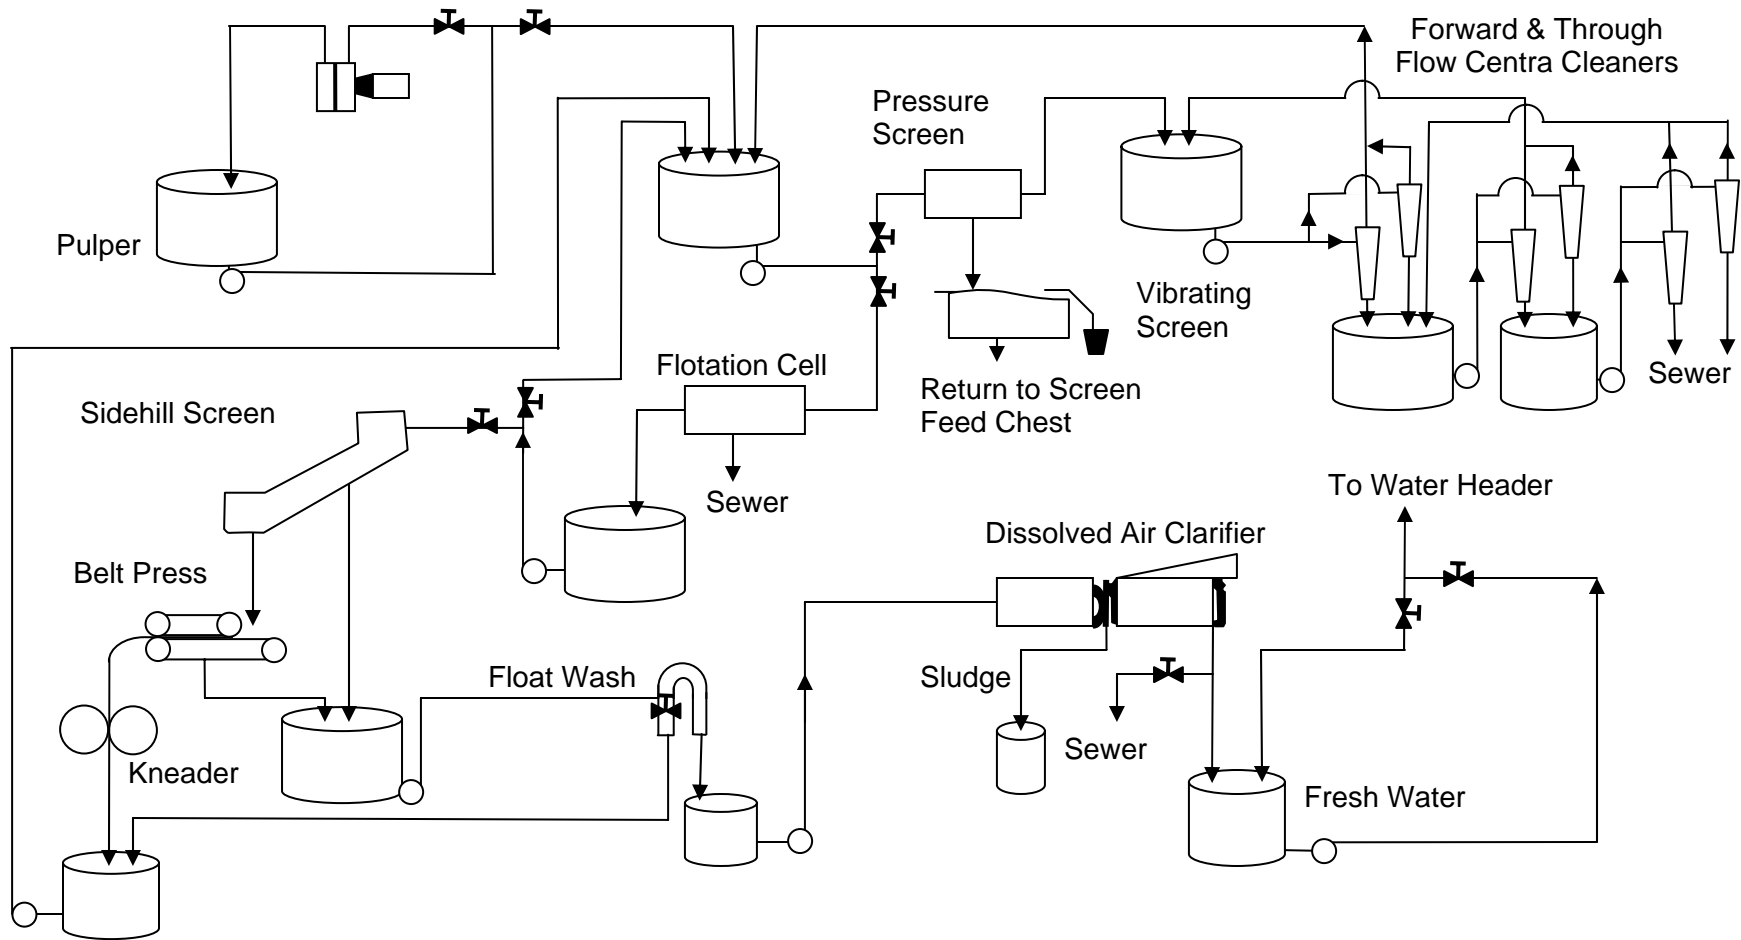 Forward & Through
Flow Centra Cleaners
Pressure
Screen
Pulper
Vibrating
Screen
Flotation Cell
Return to Screen
Feed Chest
Sewer
Sidehill Screen
Sewer
To Water Header
Dissolved Air Clarifier
Belt Press
Float Wash
Sludge
Sewer
Kneader
Fresh Water